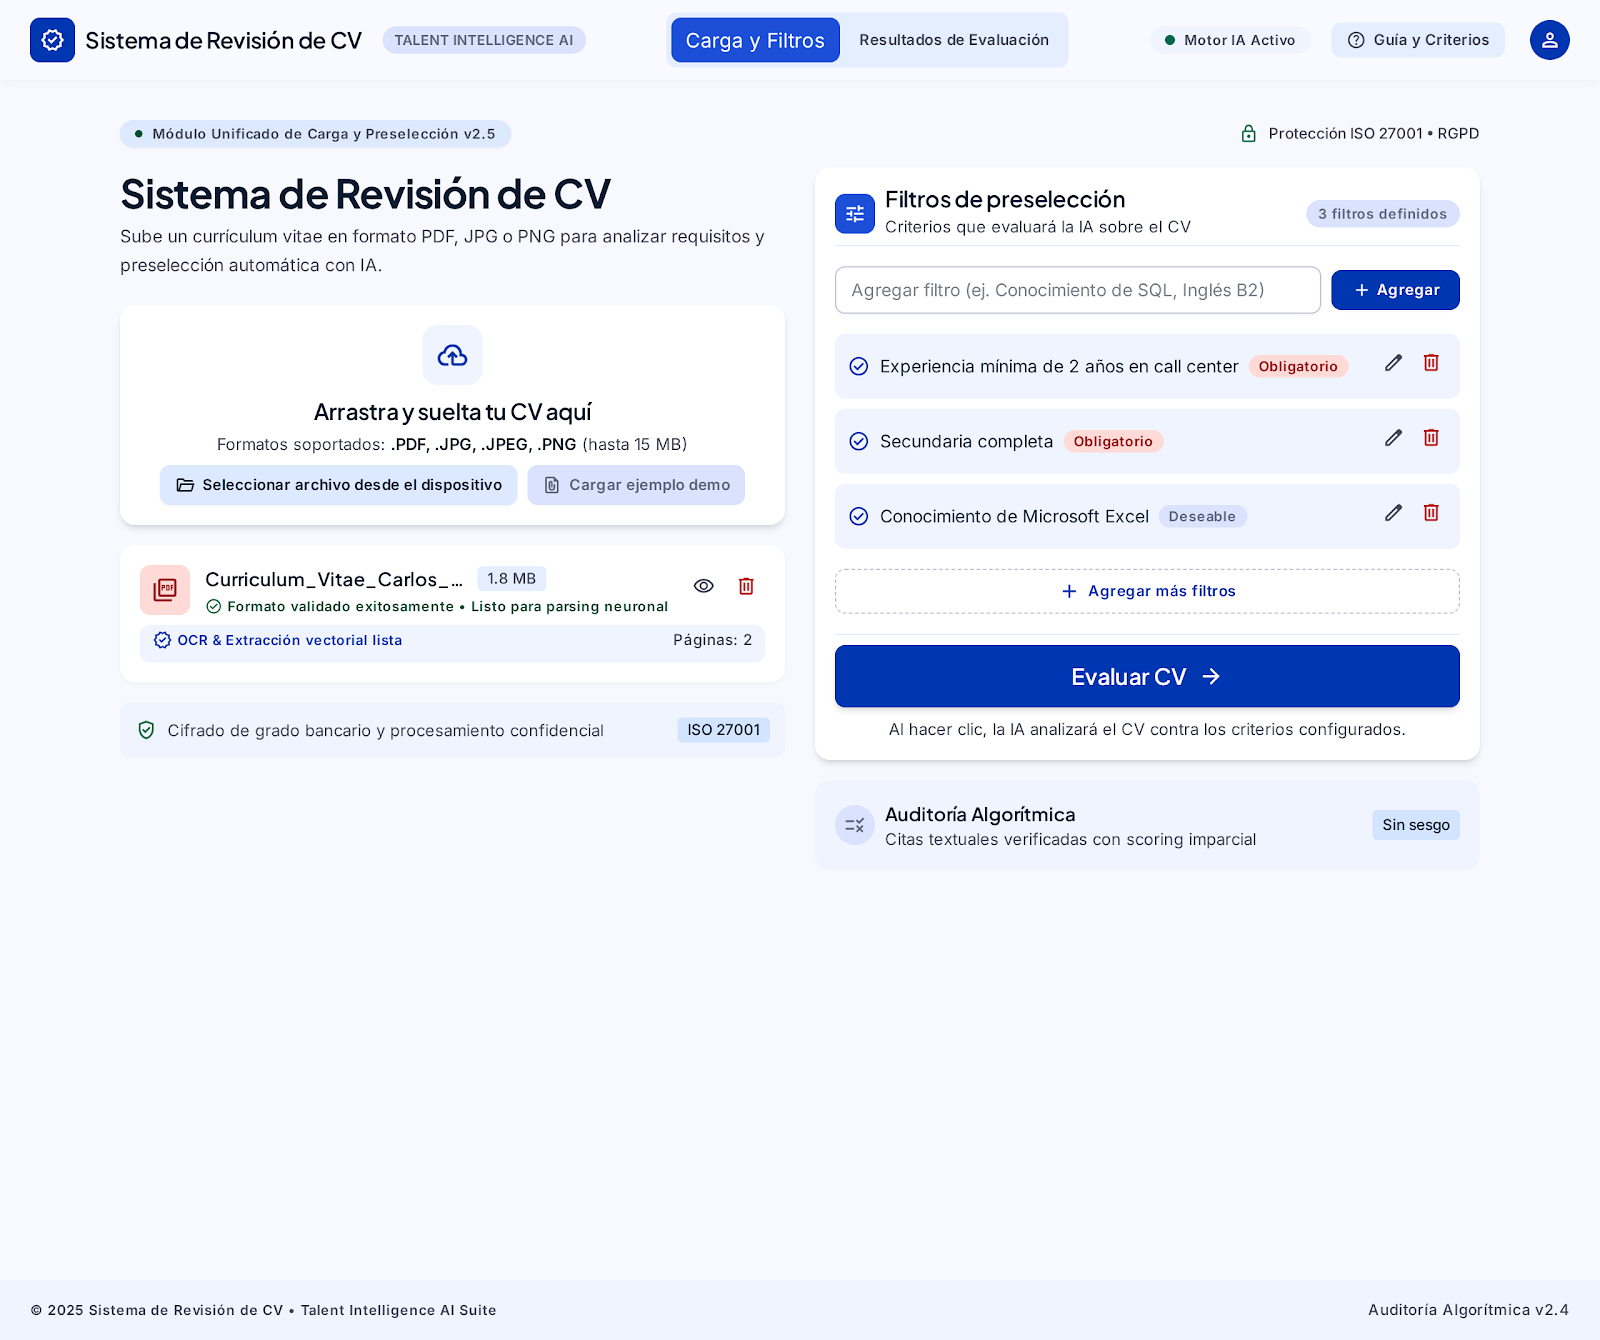 Sistema de Revisión de CV
TALENT INTELLIGENCE AI
Carga y Filtros
Resultados de Evaluación
Motor IA Activo
Guía y Criterios
Módulo Unificado de Carga y Preselección v2.5
Protección ISO 27001 • RGPD
Sistema de Revisión de CV
Sube un currículum vitae en formato PDF, JPG o PNG para analizar requisitos y
preselección automática con IA.
Arrastra y suelta tu CV aquí
Formatos soportados: .PDF, .JPG, .JPEG, .PNG (hasta 15 MB)
Seleccionar archivo desde el dispositivo
Cargar ejemplo demo
PDF
Curriculum_Vitae_Carlos_...
1.8 MB
Formato validado exitosamente • Listo para parsing neuronal
OCR & Extracción vectorial lista
Páginas: 2
Cifrado de grado bancario y procesamiento confidencial
ISO 27001
Filtros de preselección
Criterios que evaluará la IA sobre el CV
3 filtros definidos
Agregar filtro (ej. Conocimiento de SQL, Inglés B2)
Agregar
Experiencia mínima de 2 años en call center
Obligatorio
Secundaria completa
Obligatorio
Conocimiento de Microsoft Excel
Deseable
Agregar más filtros
Evaluar CV
Al hacer clic, la IA analizará el CV contra los criterios configurados.
Auditoría Algorítmica
Citas textuales verificadas con scoring imparcial
Sin sesgo
© 2025 Sistema de Revisión de CV • Talent Intelligence AI Suite
Auditoría Algorítmica v2.4